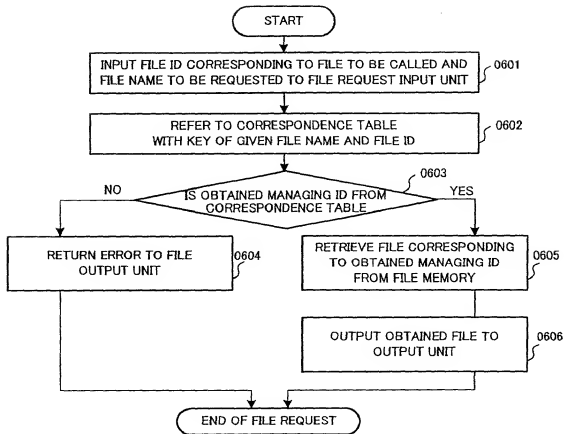 START
INPUT FILE ID CORRESPONDING TO FILE TO BE CALLED AND
FILE NAME TO BE REQUESTED TO FILE REQUEST INPUT UNIT
0601
REFER TO CORRESPONDENCE TABLE
WITH KEY OF GIVEN FILE NAME AND FILE ID
0602
0603
NO
IS OBTAINED MANAGING ID FROM
CORRESPONDENCE TABLE
YES
RETURN ERROR TO FILE
OUTPUT UNIT
0604
RETRIEVE FILE CORRESPONDING
TO OBTAINED MANAGING ID
FROM FILE MEMORY
0605
OUTPUT OBTAINED FILE TO
OUTPUT UNIT
0606
END OF FILE REQUEST